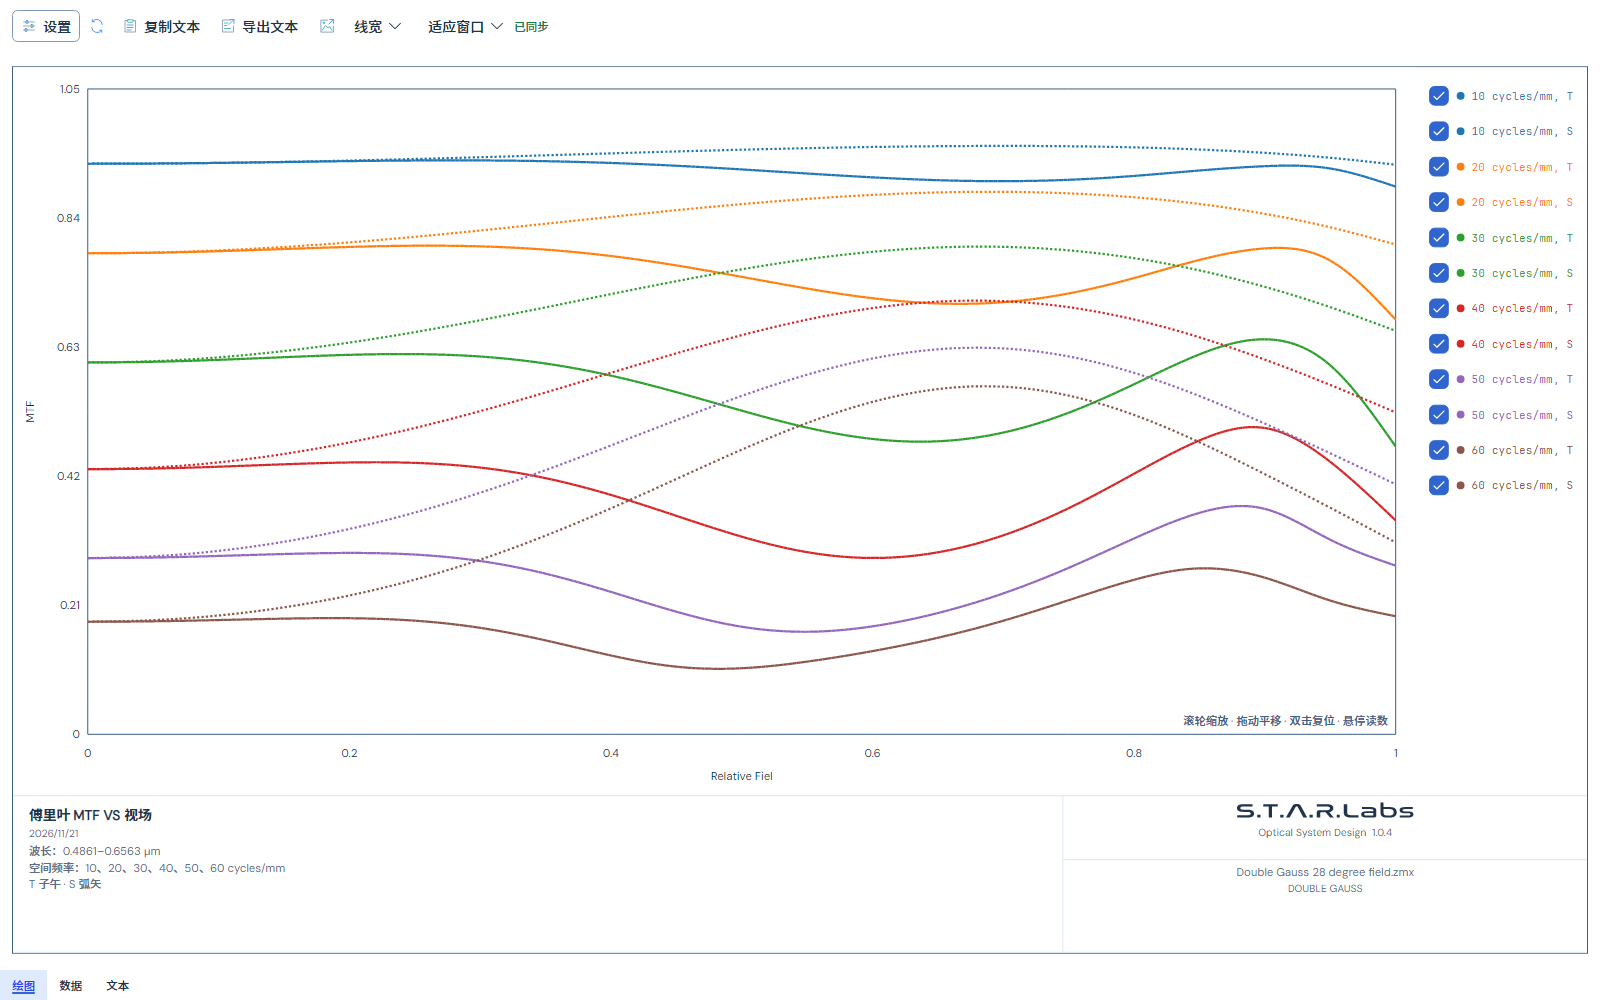 设置 复制文本 导出文本 线宽 适应窗口 已同步
1.05
0.84
0.63
0.42
0.21
0
MTF
0 0.2 0.4 0.6 0.8 1
Relative Fiel
滚轮缩放 · 拖动平移 · 双击复位 · 悬停读数
10 cycles/mm, T
10 cycles/mm, S
20 cycles/mm, T
20 cycles/mm, S
30 cycles/mm, T
30 cycles/mm, S
40 cycles/mm, T
40 cycles/mm, S
50 cycles/mm, T
50 cycles/mm, S
60 cycles/mm, T
60 cycles/mm, S
傅里叶 MTF VS 视场
2026/11/21
波长：0.4861–0.6563 μm
空间频率：10、20、30、40、50、60 cycles/mm
T 子午 · S 弧矢
S.T.A.R.Labs
Optical System Design 1.0.4
Double Gauss 28 degree field.zmx
DOUBLE GAUSS
绘图 数据 文本